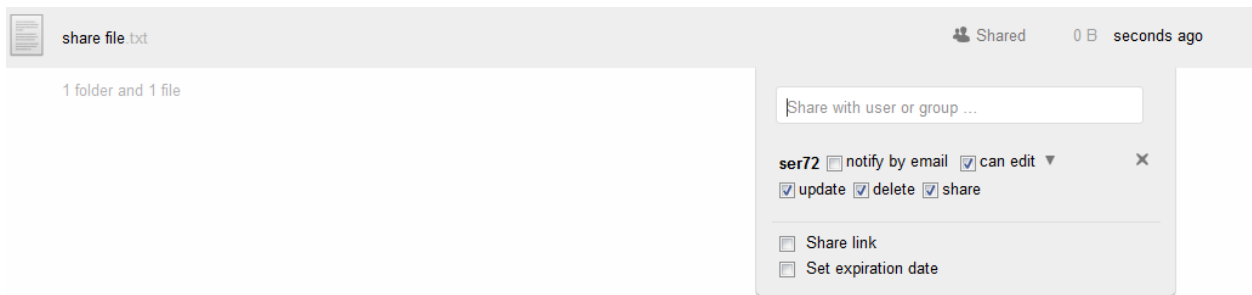 share file.txt Shared 0 B seconds ago
1 folder and 1 file
Share with user or group ...
ser72 notify by email can edit
update delete share
Share link
Set expiration date